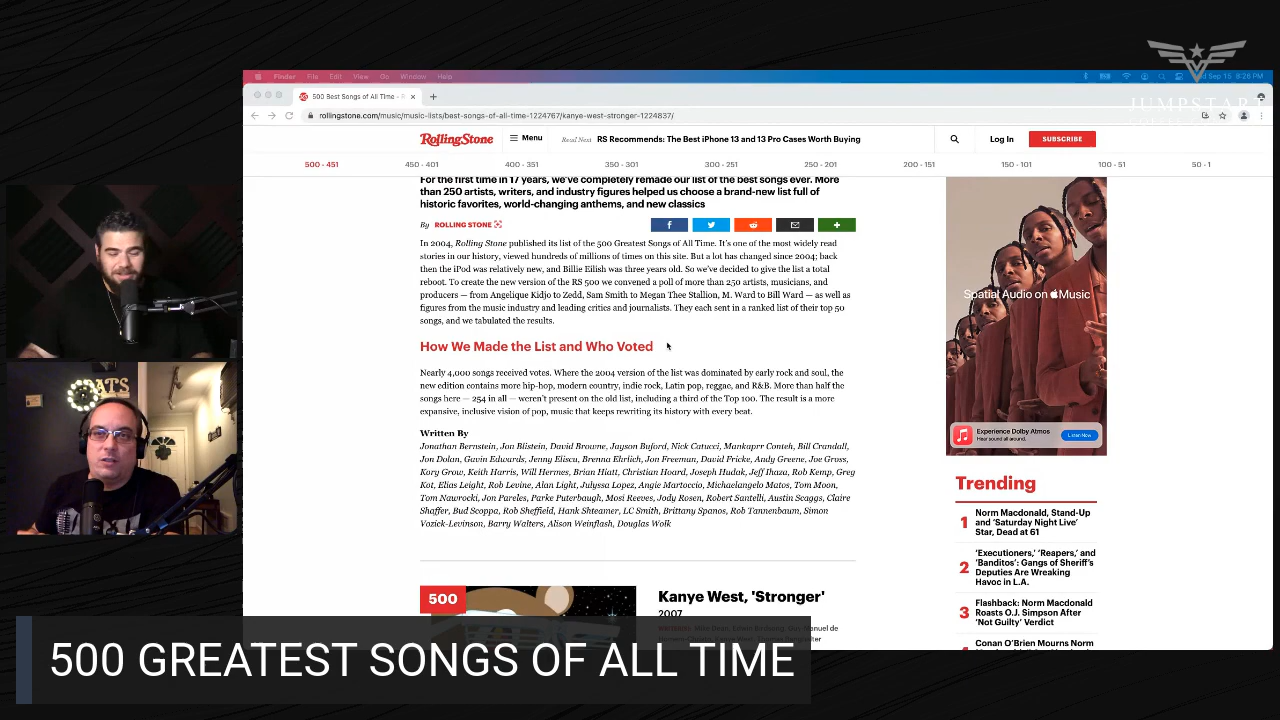 JUMPSTART
Finder File Edit View Go Window Help
Wed Sep 15 8:26 PM
500 Best Songs of All Time - R
rollingstone.com/music/music-lists/best-songs-of-all-time-1224767/kanye-west-stronger-1224837/
RollingStone
Menu
Read Next RS Recommends: The Best iPhone 13 and 13 Pro Cases Worth Buying
Log In
SUBSCRIBE
500 - 451 450 - 401 400 - 351 350 - 301 300 - 251 250 - 201 200 - 151 150 - 101 100 - 51 50 - 1
For the first time in 17 years, we've completely remade our list of the best songs ever. More
than 250 artists, writers, and industry figures helped us choose a brand-new list full of
historic favorites, world-changing anthems, and new classics
By ROLLING STONE
In 2004, Rolling Stone published its list of the 500 Greatest Songs of All Time. It's one of the most widely read
stories in our history, viewed hundreds of millions of times on this site. But a lot has changed since 2004; back
then the iPod was relatively new, and Billie Eilish was three years old. So we've decided to give the list a total
reboot. To create the new version of the RS 500 we convened a poll of more than 250 artists, musicians, and
producers — from Angelique Kidjo to Zedd, Sam Smith to Megan Thee Stallion, M. Ward to Bill Ward — as well as
figures from the music industry and leading critics and journalists. They each sent in a ranked list of their top 50
songs, and we tabulated the results.
How We Made the List and Who Voted
Nearly 4,000 songs received votes. Where the 2004 version of the list was dominated by early rock and soul, the
new edition contains more hip-hop, modern country, indie rock, Latin pop, reggae, and R&B. More than half the
songs here — 254 in all — weren't present on the old list, including a third of the Top 100. The result is a more
expansive, inclusive vision of pop, music that keeps rewriting its history with every beat.
Written By
Jonathan Bernstein, Jon Blistein, David Browne, Jayson Buford, Nick Catucci, Mankaprr Conteh, Bill Crandall,
Jon Dolan, Gavin Edwards, Jenny Eliscu, Brenna Ehrlich, Jon Freeman, David Fricke, Andy Greene, Joe Gross,
Kory Grow, Keith Harris, Will Hermes, Brian Hiatt, Christian Hoard, Joseph Hudak, Jeff Ihaza, Rob Kemp, Greg
Kot, Elias Leight, Rob Levine, Alan Light, Julyssa Lopez, Angie Martoccio, Michaelangelo Matos, Tom Moon,
Tom Nawrocki, Jon Pareles, Parke Puterbaugh, Mosi Reeves, Jody Rosen, Robert Santelli, Austin Scaggs, Claire
Shaffer, Bud Scoppa, Rob Sheffield, Hank Shteamer, LC Smith, Brittany Spanos, Rob Tannenbaum, Simon
Vozick-Levinson, Barry Walters, Alison Weinflash, Douglas Wolk
500
Kanye West, 'Stronger'
2007
Spatial Audio on Music
Experience Dolby Atmos
Hear sound all around.
Listen Now
Trending
1 Norm Macdonald, Stand-Up
and 'Saturday Night Live'
Star, Dead at 61
2 'Executioners,' 'Reapers,' and
'Banditos': Gangs of Sheriff's
Deputies Are Wreaking
Havoc in L.A.
3 Flashback: Norm Macdonald
Roasts O.J. Simpson After
'Not Guilty' Verdict
Conan O'Brien Mourns Norm
500 GREATEST SONGS OF ALL TIME